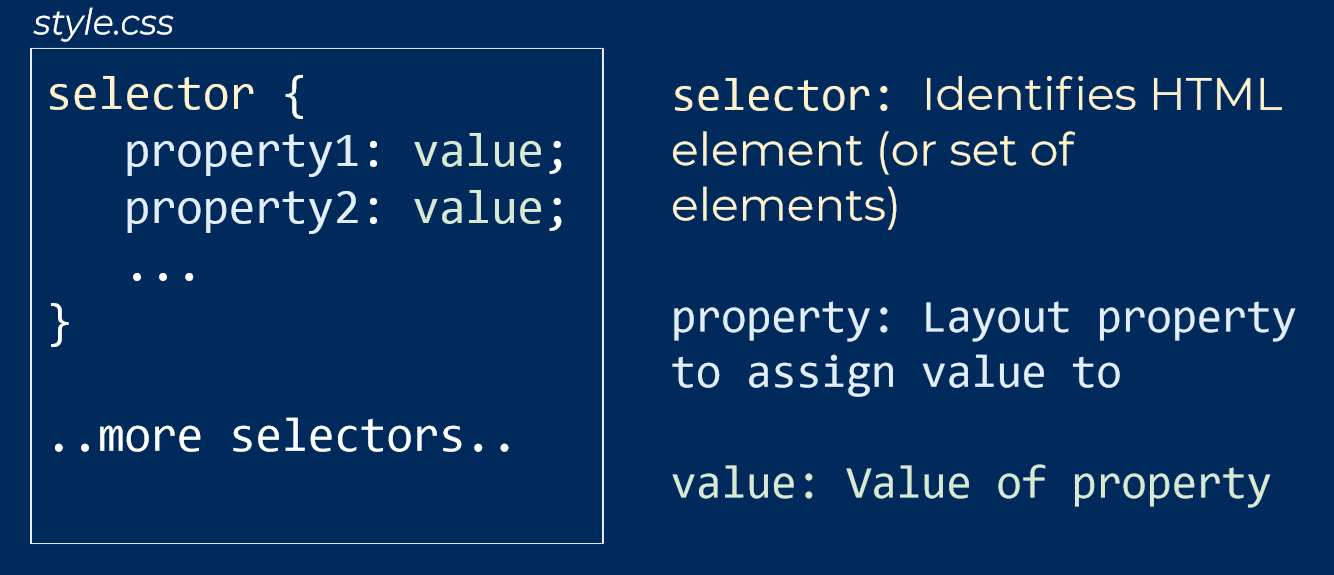 style.css
selector {
property1: value;
property2: value;
...
}
..more selectors..
selector: Identifies HTML
element (or set of
elements)
property: Layout property
to assign value to
value: Value of property